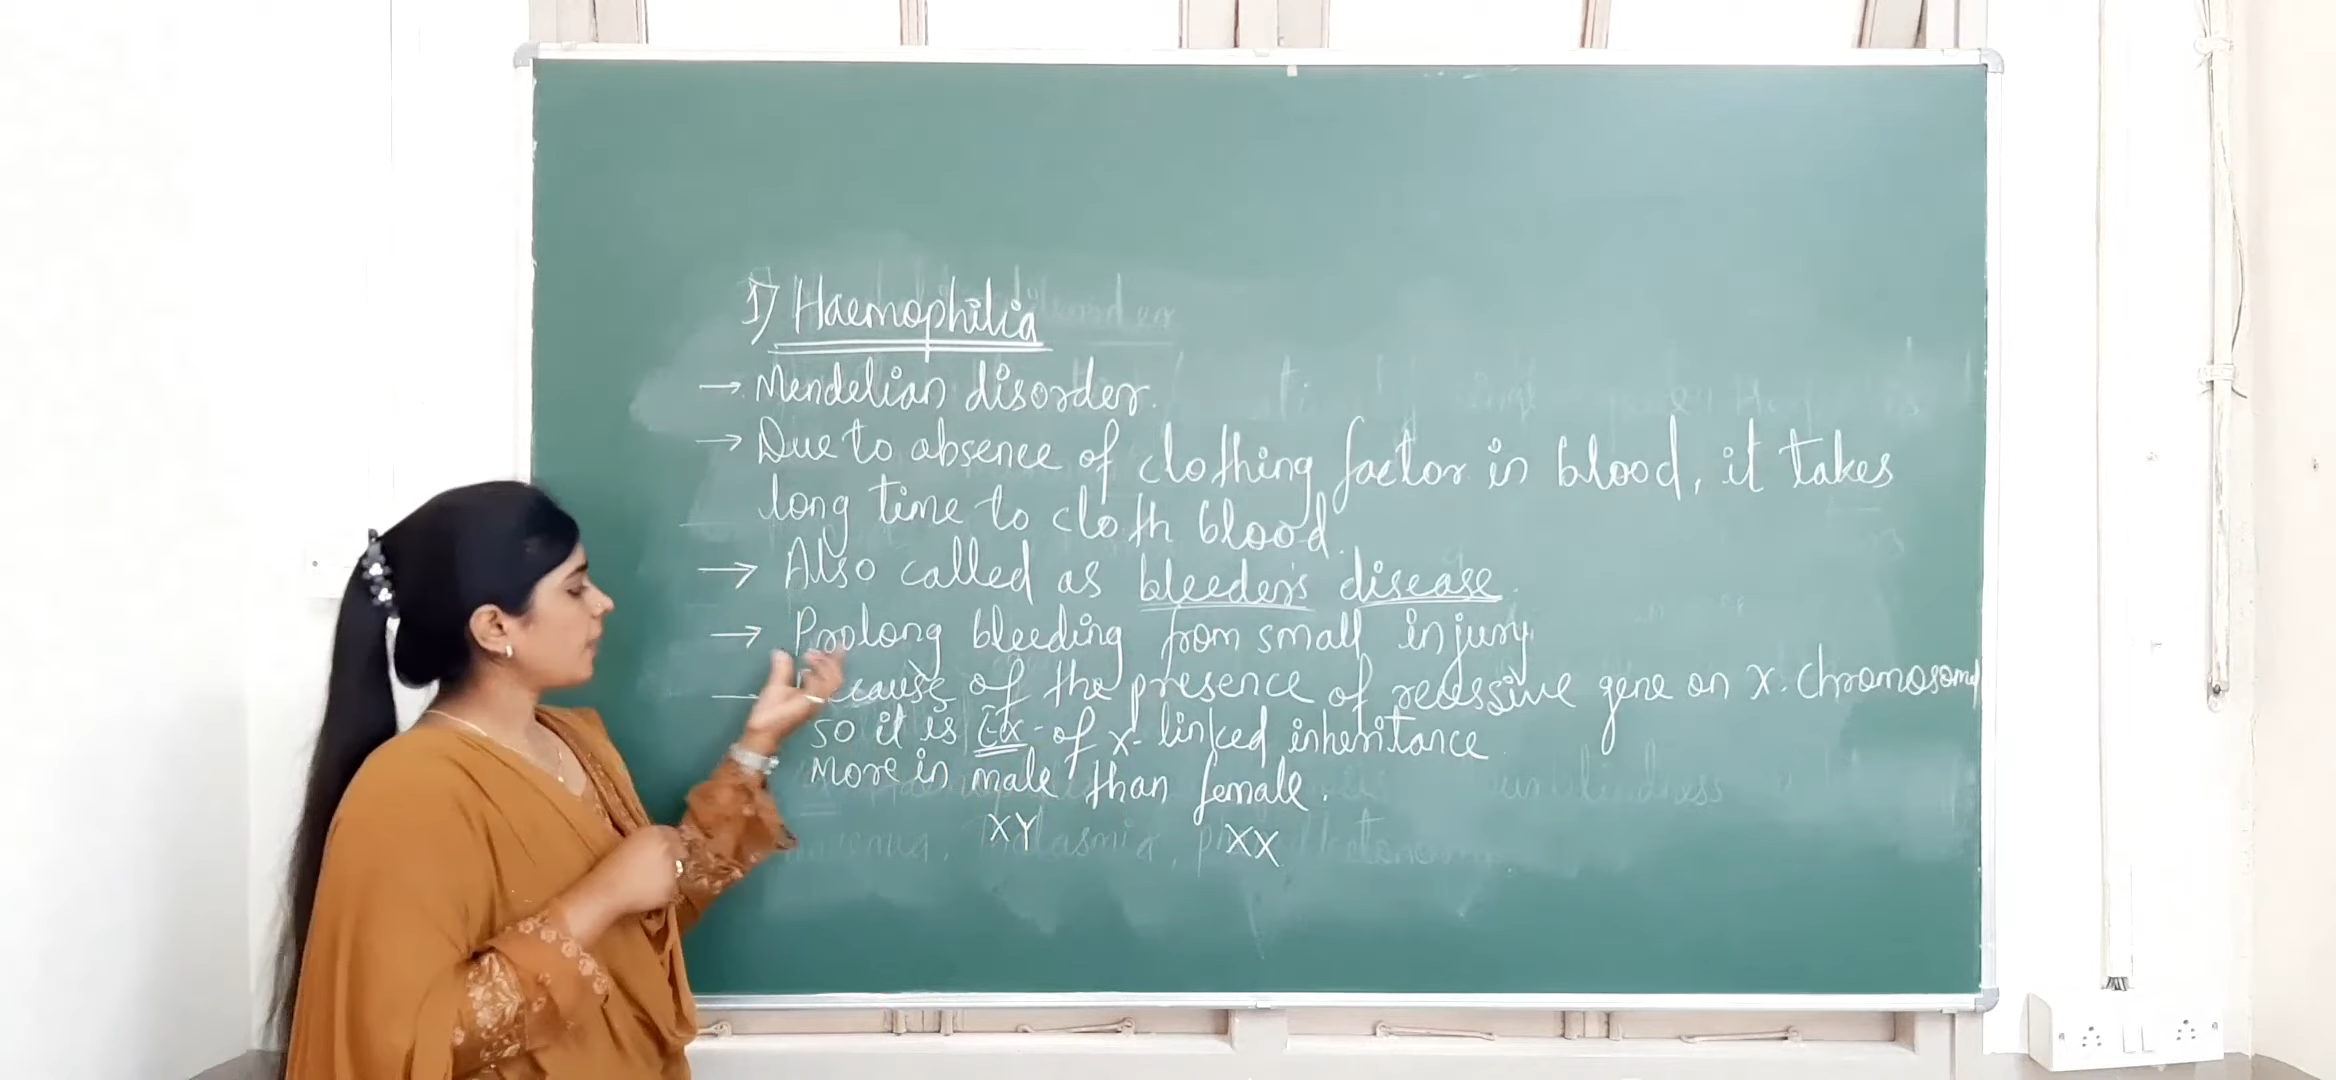 1) Haemophilia
→ Mendelian disorder.
→ Due to absence of clothing factor in blood, it takes
long time to cloth blood.
→ Also called as bleeder's disease.
→ Prolong bleeding from small injury
→ Because of the presence of recessive gene on x. chromosome
so it is Ex of x-linked inheritance
More in male than female.
XY XX